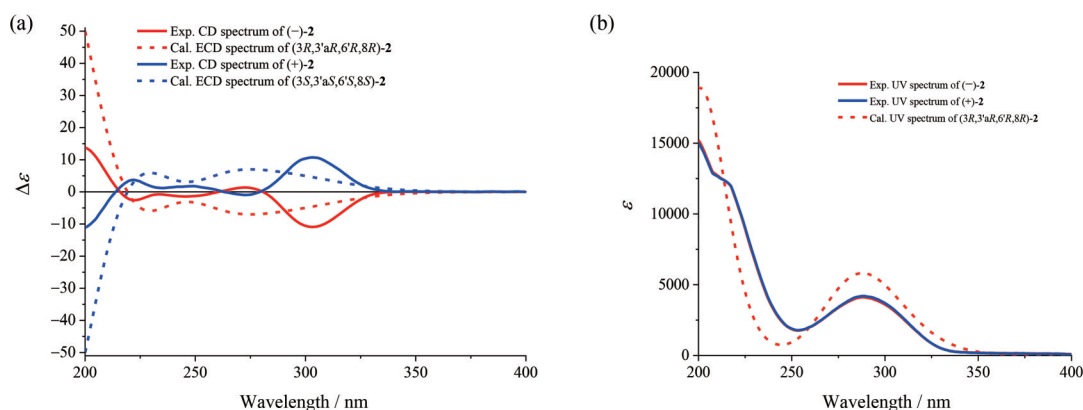 (a)
Exp. CD spectrum of (−)-2
Cal. ECD spectrum of (3R,3'aR,6'R,8R)-2
Exp. CD spectrum of (+)-2
Cal. ECD spectrum of (3S,3'aS,6'S,8S)-2
50
40
30
20
10
0
−10
−20
−30
−40
−50
Δε
200
250
300
350
400
Wavelength / nm
(b)
Exp. UV spectrum of (−)-2
Exp. UV spectrum of (+)-2
Cal. UV spectrum of (3R,3'aR,6'R,8R)-2
20000
15000
10000
5000
0
ε
200
250
300
350
400
Wavelength / nm